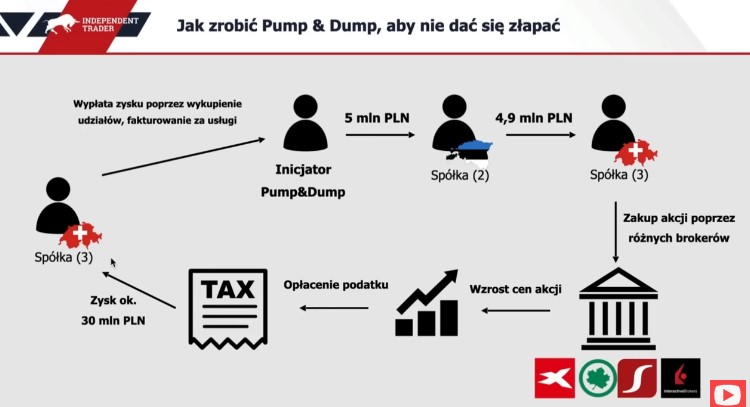 INDEPENDENT
TRADER
Jak zrobić Pump & Dump, aby nie dać się złapać
Wypłata zysku poprzez wykupienie
udziałów, fakturowanie za usługi
5 mln PLN
4,9 mln PLN
Inicjator
Pump&Dump
Spółka (2)
Spółka (3)
Zakup akcji poprzez
różnych brokerów
Spółka (3)
TAX
Opłacenie podatku
Wzrost cen akcji
Zysk ok.
30 mln PLN
InteractiveBrokers